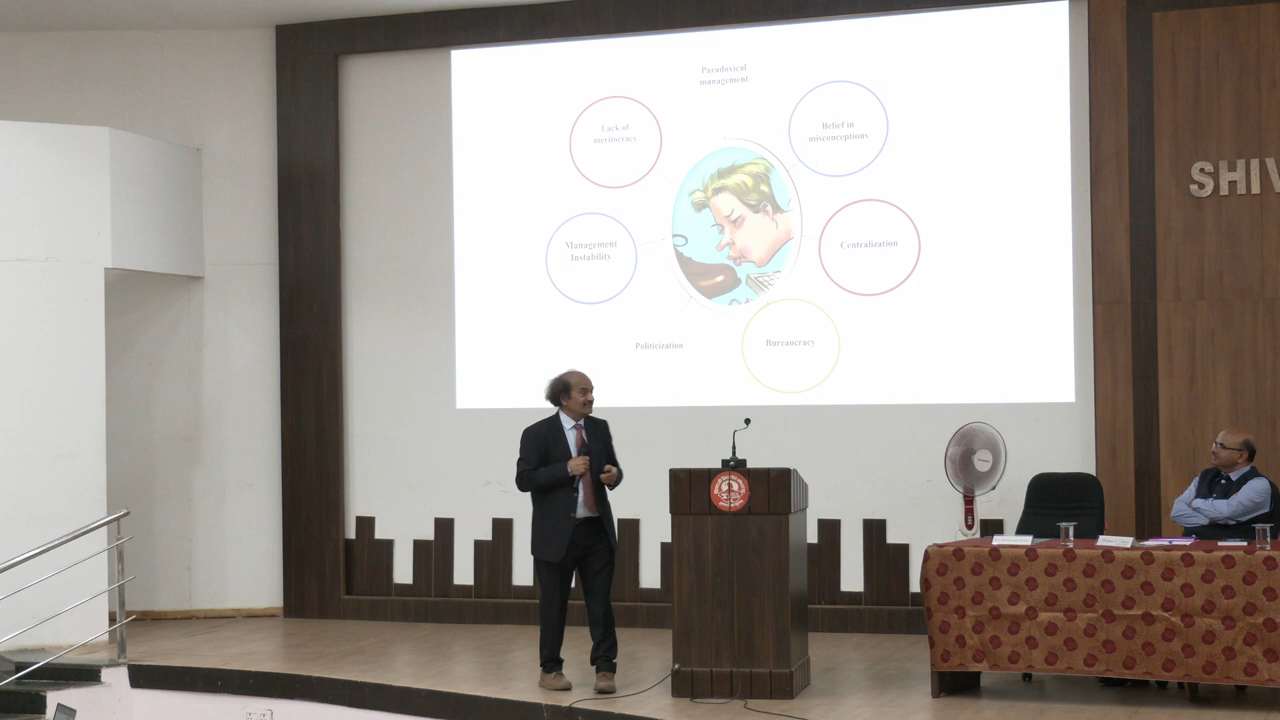 Paradoxical
management
Lack of
meritocracy
Belief in
misconceptions
Management
Instability
Centralization
Politicization
Bureaucracy
SHIV